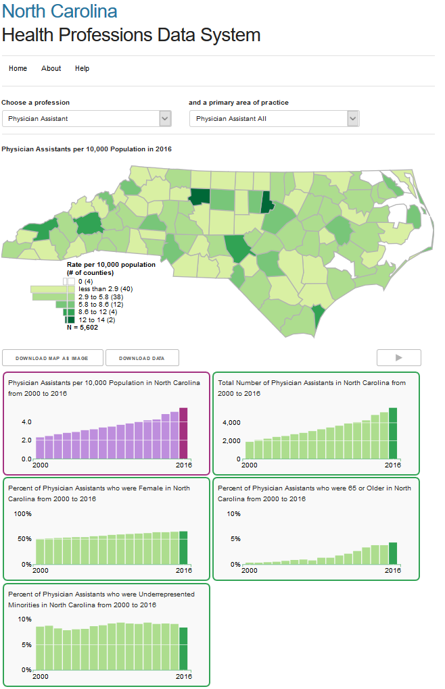 North Carolina
Health Professions Data System
Home About Help
Choose a profession and a primary area of practice
Physician Assistant Physician Assistant All
Physician Assistants per 10,000 Population in 2016
Rate per 10,000 population
(# of counties)
0 (4)
less than 2.9 (40)
2.9 to 5.8 (38)
5.8 to 8.6 (12)
8.6 to 12 (4)
12 to 14 (2)
N = 5,602
DOWNLOAD MAP AS IMAGE DOWNLOAD DATA
Physician Assistants per 10,000 Population in North Carolina
from 2000 to 2016
4.0
2.0
0.0
2000 2016
Total Number of Physician Assistants in North Carolina from
2000 to 2016
4,000
2,000
0
2000 2016
Percent of Physician Assistants who were Female in North
Carolina from 2000 to 2016
100%
50%
0%
2000 2016
Percent of Physician Assistants who were 65 or Older in North
Carolina from 2000 to 2016
10%
5%
0%
2000 2016
Percent of Physician Assistants who were Underrepresented
Minorities in North Carolina from 2000 to 2016
10%
5%
0%
2000 2016